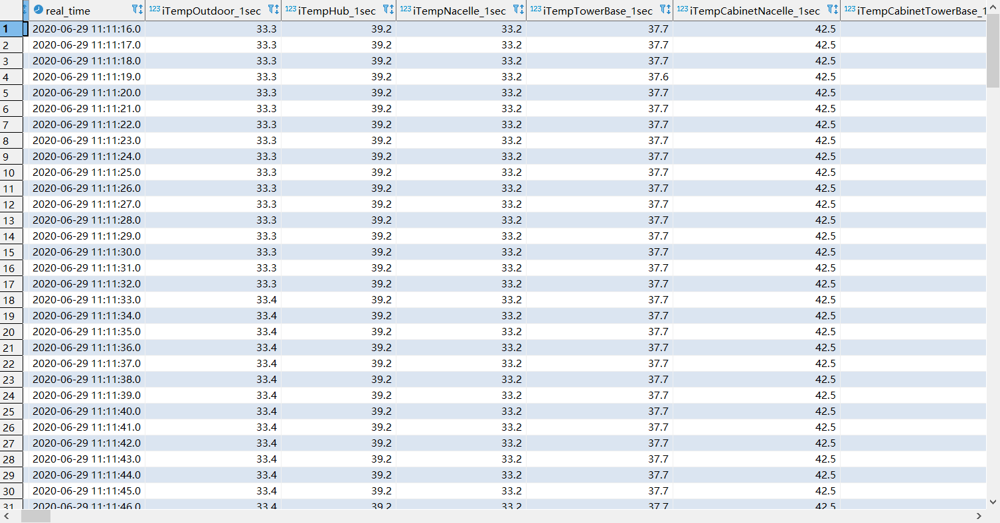 real_time 123 iTempOutdoor_1sec 123 iTempHub_1sec 123 iTempNacelle_1sec 123 iTempTowerBase_1sec 123 iTempCabinetNacelle_1sec 123 iTempCabinetTowerBase_1
1 2020-06-29 11:11:16.0 33.3 39.2 33.2 37.7 42.5
2 2020-06-29 11:11:17.0 33.3 39.2 33.2 37.7 42.5
3 2020-06-29 11:11:18.0 33.3 39.2 33.2 37.7 42.5
4 2020-06-29 11:11:19.0 33.3 39.2 33.2 37.6 42.5
5 2020-06-29 11:11:20.0 33.3 39.2 33.2 37.7 42.5
6 2020-06-29 11:11:21.0 33.3 39.2 33.2 37.7 42.5
7 2020-06-29 11:11:22.0 33.3 39.2 33.2 37.7 42.5
8 2020-06-29 11:11:23.0 33.3 39.2 33.2 37.7 42.5
9 2020-06-29 11:11:24.0 33.3 39.2 33.2 37.7 42.5
10 2020-06-29 11:11:25.0 33.3 39.2 33.2 37.7 42.5
11 2020-06-29 11:11:26.0 33.3 39.2 33.2 37.7 42.5
12 2020-06-29 11:11:27.0 33.3 39.2 33.2 37.7 42.5
13 2020-06-29 11:11:28.0 33.3 39.2 33.2 37.7 42.5
14 2020-06-29 11:11:29.0 33.3 39.2 33.2 37.7 42.5
15 2020-06-29 11:11:30.0 33.3 39.2 33.2 37.7 42.5
16 2020-06-29 11:11:31.0 33.3 39.2 33.2 37.7 42.5
17 2020-06-29 11:11:32.0 33.3 39.2 33.2 37.7 42.5
18 2020-06-29 11:11:33.0 33.4 39.2 33.2 37.7 42.5
19 2020-06-29 11:11:34.0 33.4 39.2 33.2 37.7 42.5
20 2020-06-29 11:11:35.0 33.4 39.2 33.2 37.7 42.5
21 2020-06-29 11:11:36.0 33.4 39.2 33.2 37.7 42.5
22 2020-06-29 11:11:37.0 33.4 39.2 33.2 37.7 42.5
23 2020-06-29 11:11:38.0 33.4 39.2 33.2 37.7 42.5
24 2020-06-29 11:11:39.0 33.4 39.2 33.2 37.7 42.5
25 2020-06-29 11:11:40.0 33.4 39.2 33.2 37.7 42.5
26 2020-06-29 11:11:41.0 33.4 39.2 33.2 37.7 42.5
27 2020-06-29 11:11:42.0 33.4 39.2 33.2 37.7 42.5
28 2020-06-29 11:11:43.0 33.4 39.2 33.2 37.7 42.5
29 2020-06-29 11:11:44.0 33.4 39.2 33.2 37.7 42.5
30 2020-06-29 11:11:45.0 33.4 39.2 33.2 37.7 42.5
31 2020-06-29 11:11:46.0 33.4 39.2 33.2 37.7 42.5